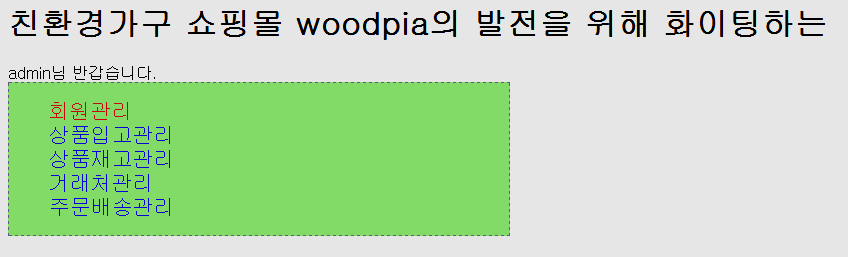 친환경가구 쇼핑몰 woodpia의 발전을 위해 화이팅하는
admin님 반갑습니다.
회원관리
상품입고관리
상품재고관리
거래처관리
주문배송관리